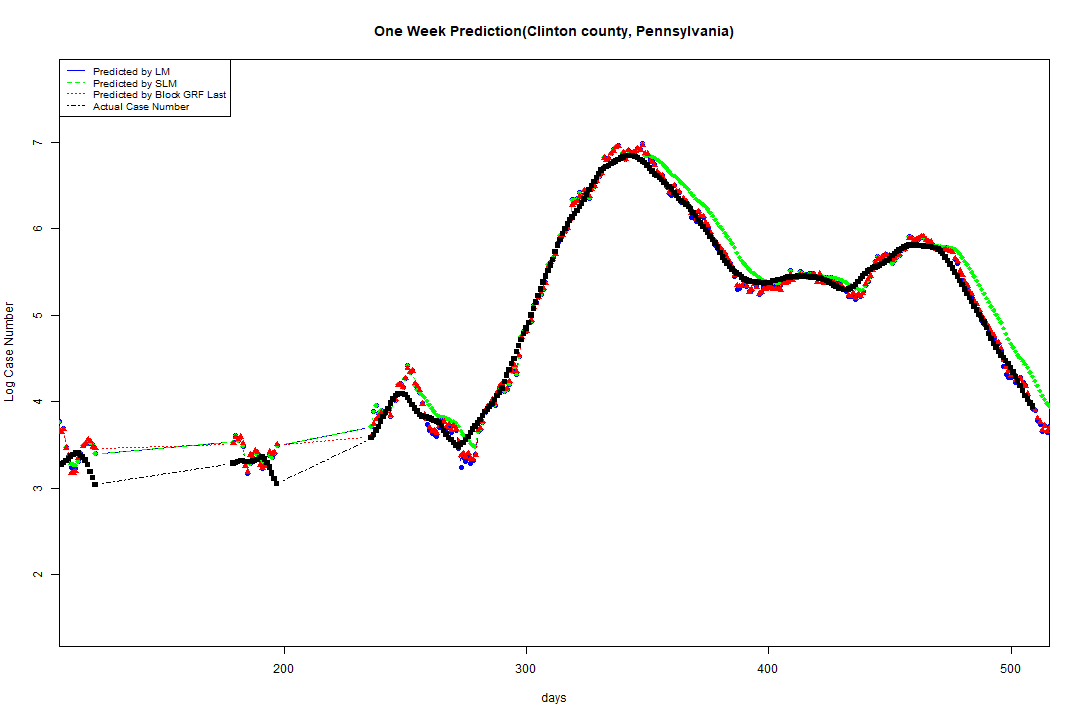 One Week Prediction(Clinton county, Pennsylvania)
Predicted by LM
Predicted by SLM
Predicted by Block GRF Last
Actual Case Number
7
6
5
4
3
2
Log Case Number
200 300 400 500
days